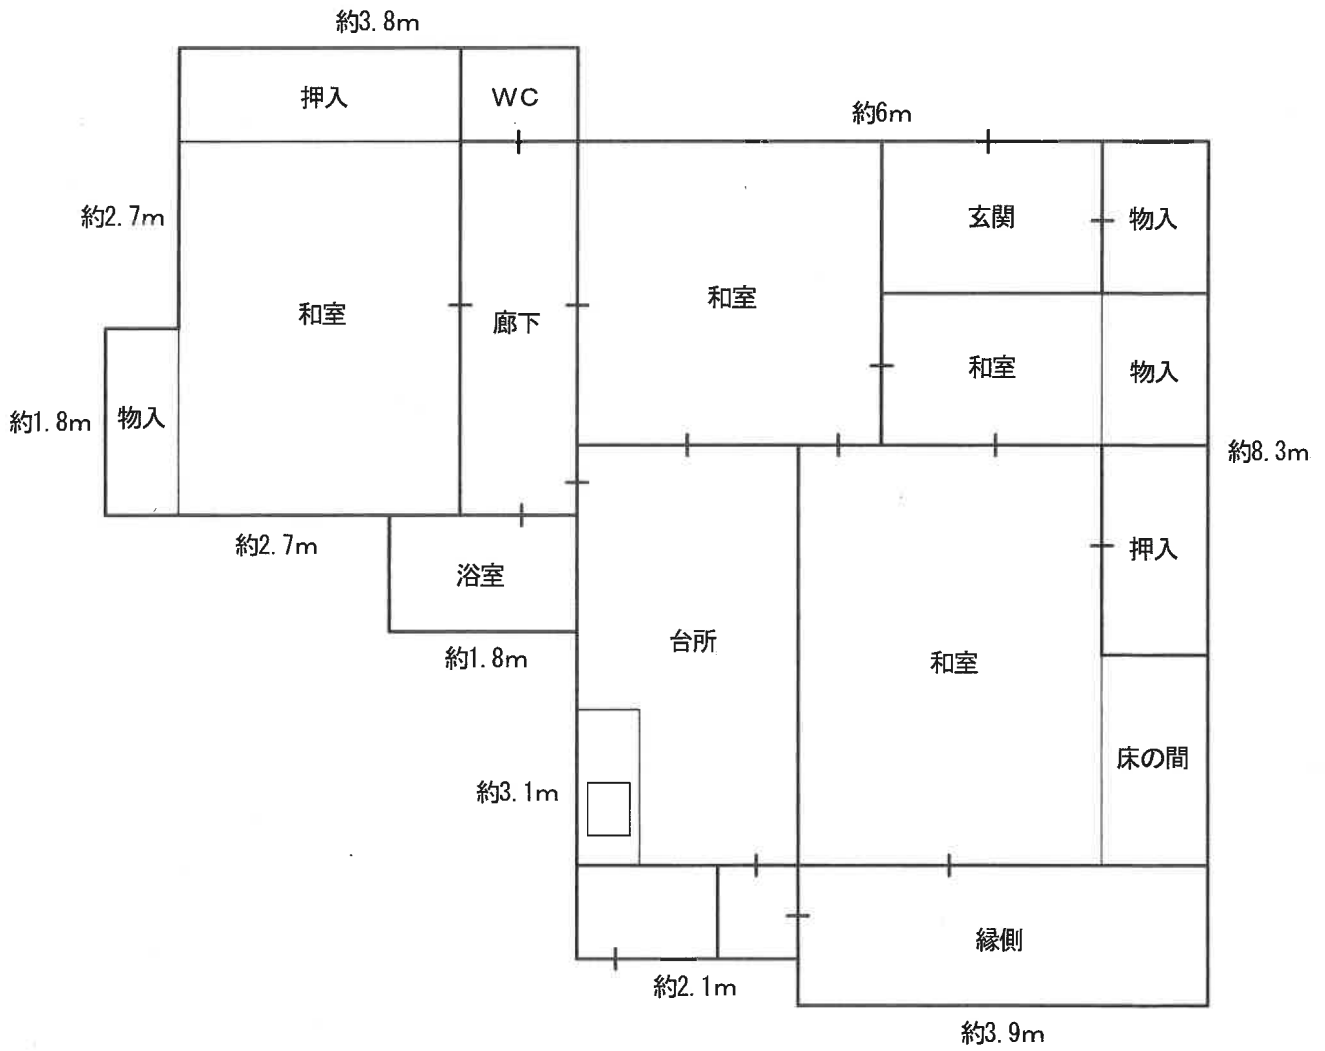 約3.8m
押入
WC
約6m
約2.7m
玄関
物入
和室
和室
廊下
和室
物入
約1.8m
物入
約8.3m
約2.7m
浴室
押入
約1.8m
台所
和室
床の間
約3.1m
縁側
約2.1m
約3.9m